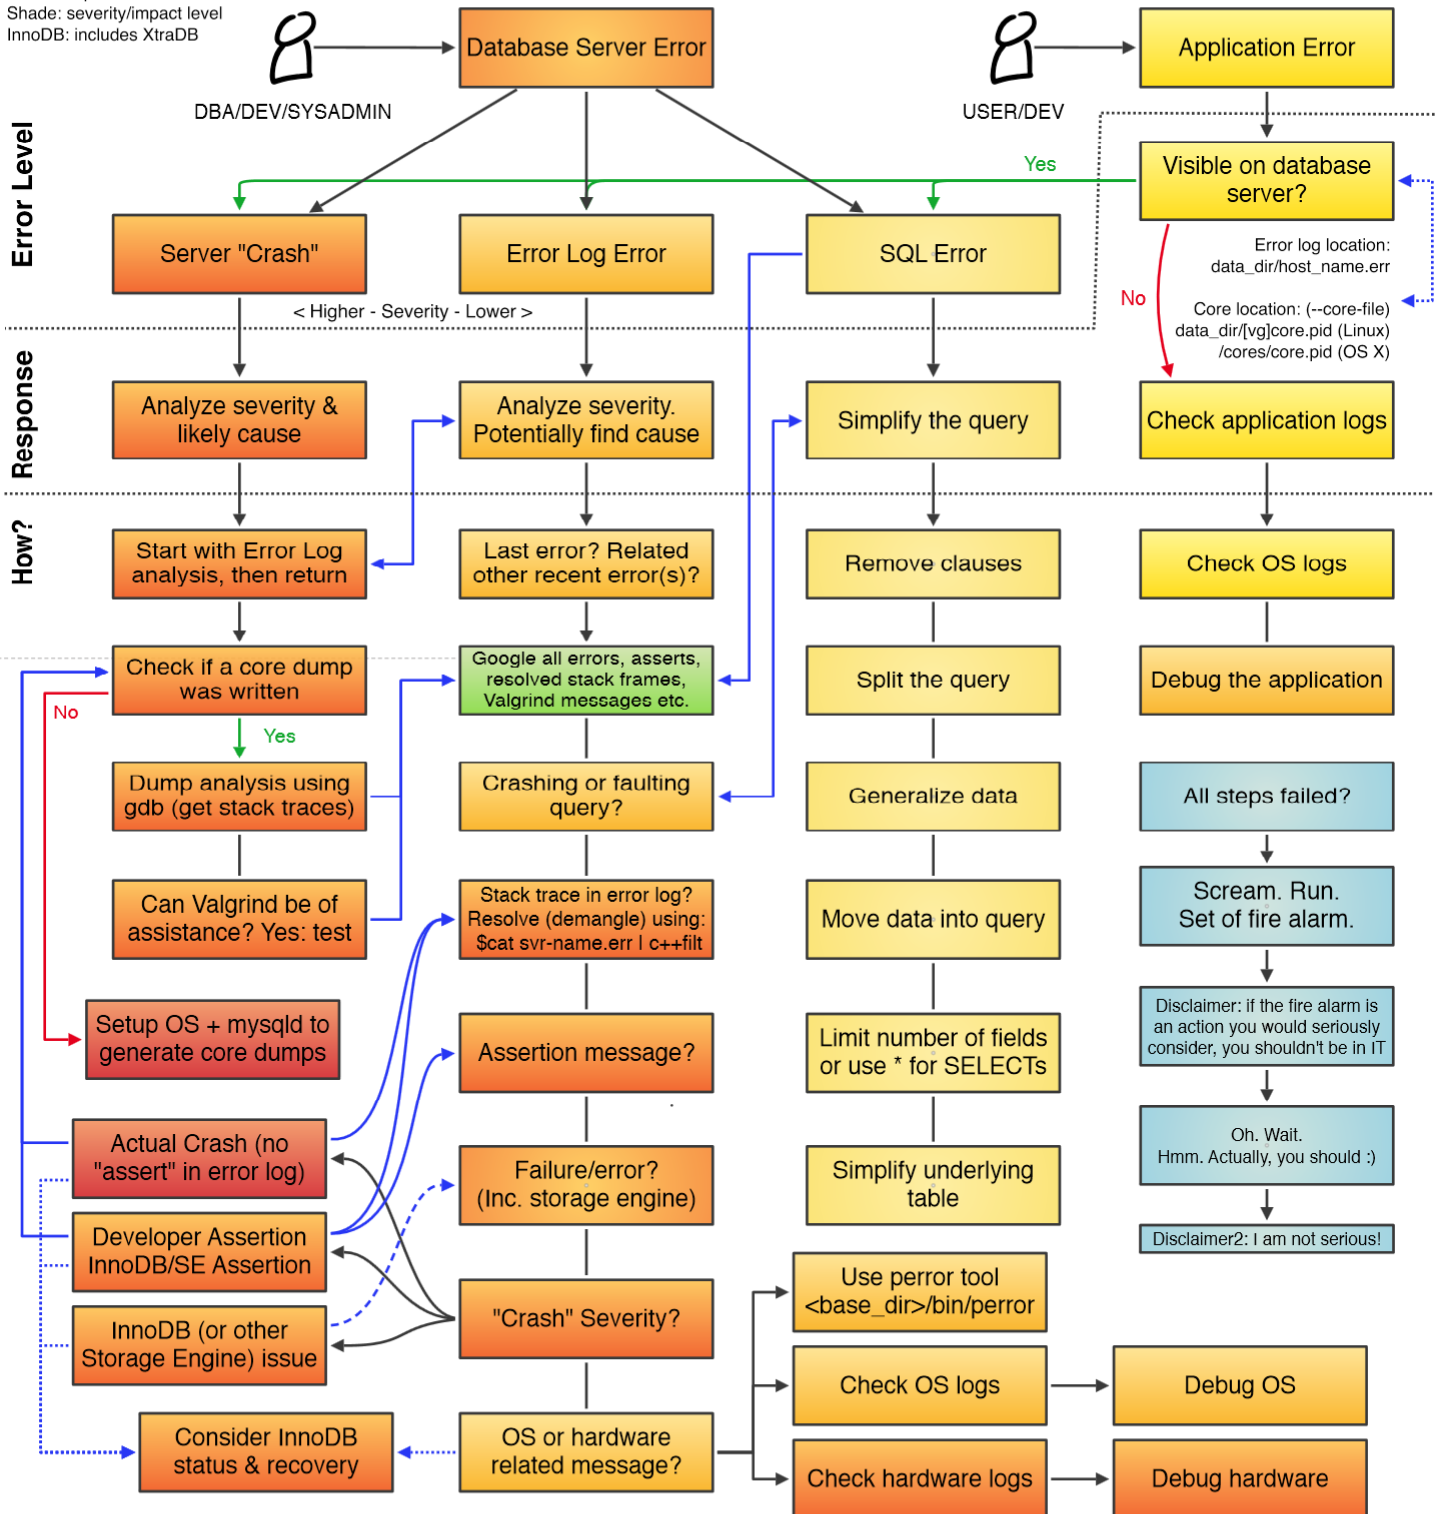 Shade: severity/impact level
InnoDB: includes XtraDB
Database Server Error
Application Error
DBA/DEV/SYSADMIN
USER/DEV
Error Level
Yes
Visible on database
server?
Server "Crash"
Error Log Error
SQL Error
Error log location:
data_dir/host_name.err
No
Core location: (--core-file)
data_dir/[vg]core.pid (Linux)
/cores/core.pid (OS X)
< Higher - Severity - Lower >
Response
Analyze severity &
likely cause
Analyze severity.
Potentially find cause
Simplify the query
Check application logs
How?
Start with Error Log
analysis, then return
Last error? Related
other recent error(s)?
Remove clauses
Check OS logs
Check if a core dump
was written
Google all errors, asserts,
resolved stack frames,
Valgrind messages etc.
Split the query
Debug the application
No
Yes
Dump analysis using
gdb (get stack traces)
Crashing or faulting
query?
Generalize data
All steps failed?
Can Valgrind be of
assistance? Yes: test
Stack trace in error log?
Resolve (demangle) using:
$cat svr-name.err | c++filt
Move data into query
Scream. Run.
Set of fire alarm.
Setup OS + mysqld to
generate core dumps
Assertion message?
Limit number of fields
or use * for SELECTs
Disclaimer: if the fire alarm is
an action you would seriously
consider, you shouldn't be in IT
Actual Crash (no
"assert" in error log)
Failure/error?
(Inc. storage engine)
Simplify underlying
table
Oh. Wait.
Hmm. Actually, you should :)
Developer Assertion
InnoDB/SE Assertion
Disclaimer2: I am not serious!
InnoDB (or other
Storage Engine) issue
"Crash" Severity?
Use perror tool
<base_dir>/bin/perror
Check OS logs
Debug OS
Consider InnoDB
status & recovery
OS or hardware
related message?
Check hardware logs
Debug hardware